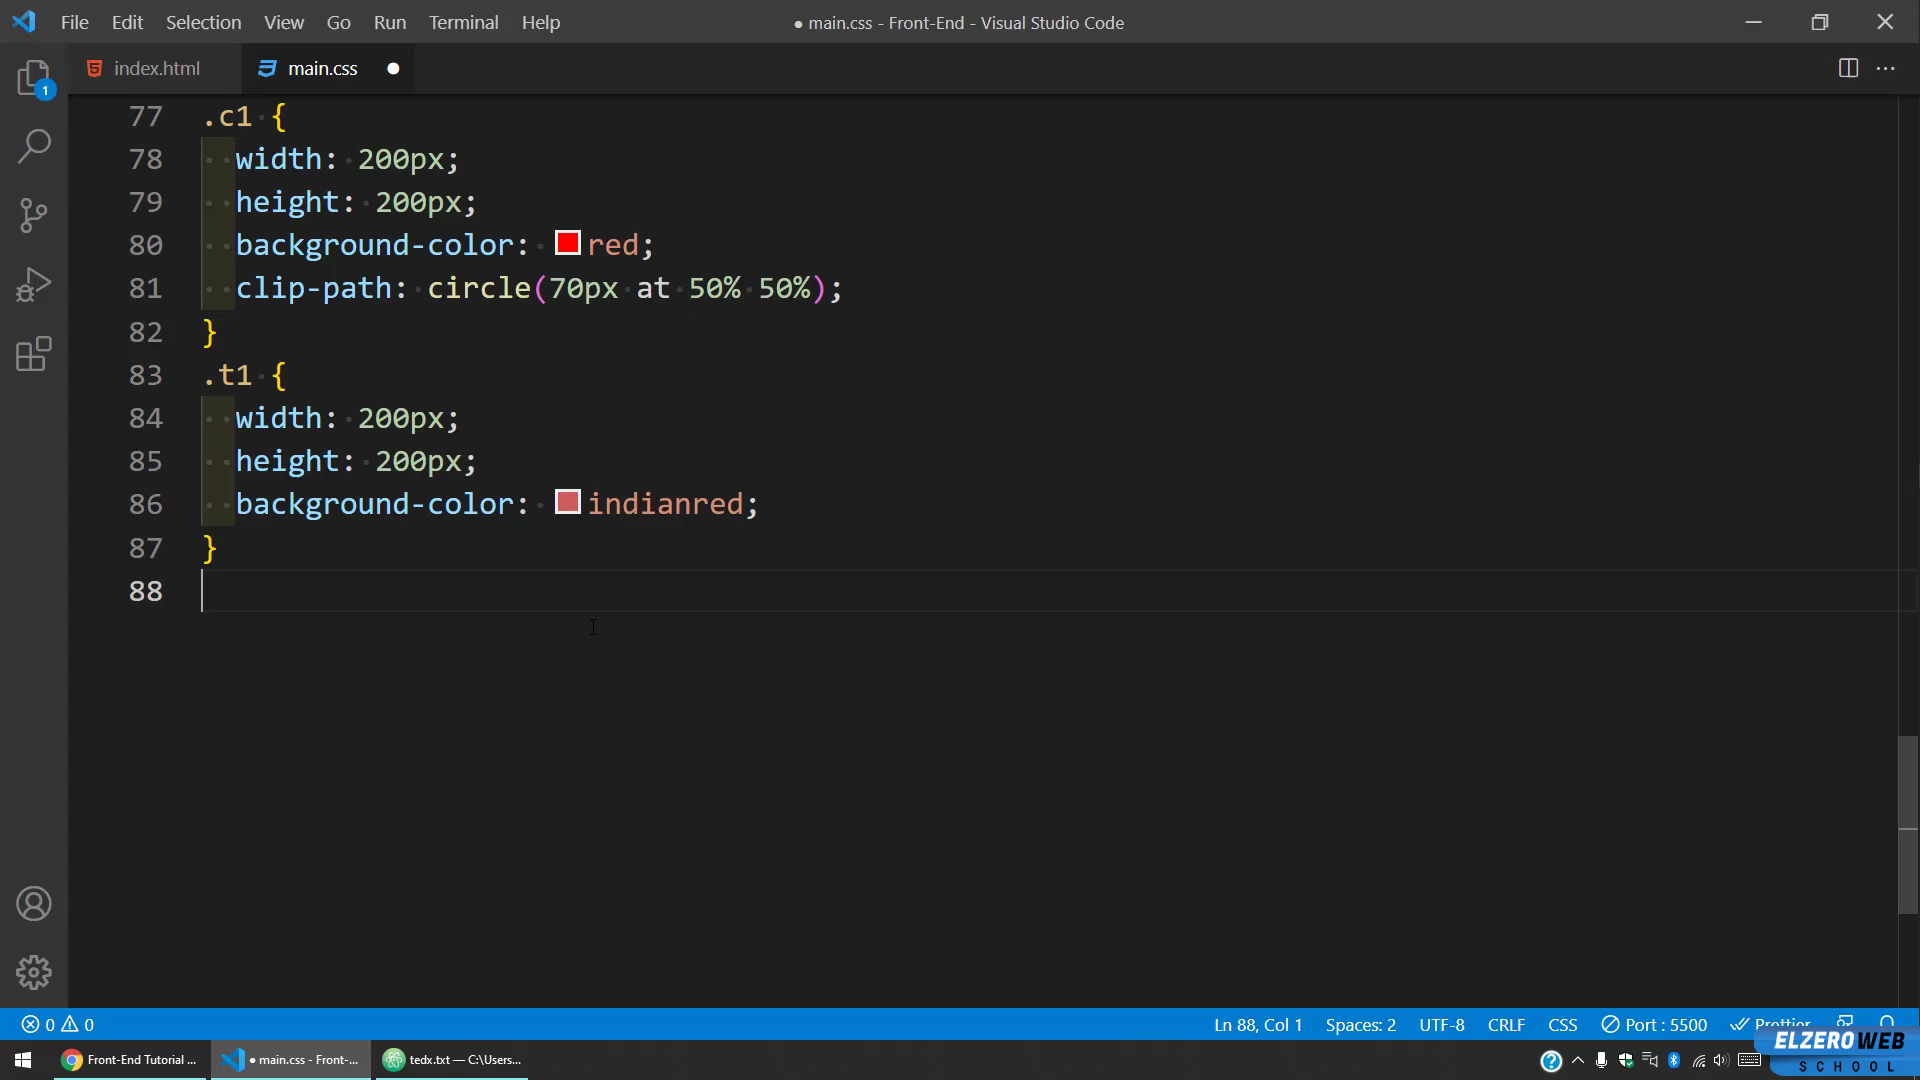 File Edit Selection View Go Run Terminal Help
● main.css - Front-End - Visual Studio Code
index.html
main.css ●
1
77 .c1 {
78 width: 200px;
79 height: 200px;
80 background-color: red;
81 clip-path: circle(70px at 50% 50%);
82 }
83 .t1 {
84 width: 200px;
85 height: 200px;
86 background-color: indianred;
87 }
88
0 0
Ln 88, Col 1 Spaces: 2 UTF-8 CRLF CSS Port : 5500 Prettier
ELZEROWEB
SCHOOL
Front-End Tutorial ...
● main.css - Front-...
tedx.txt — C:\Users...